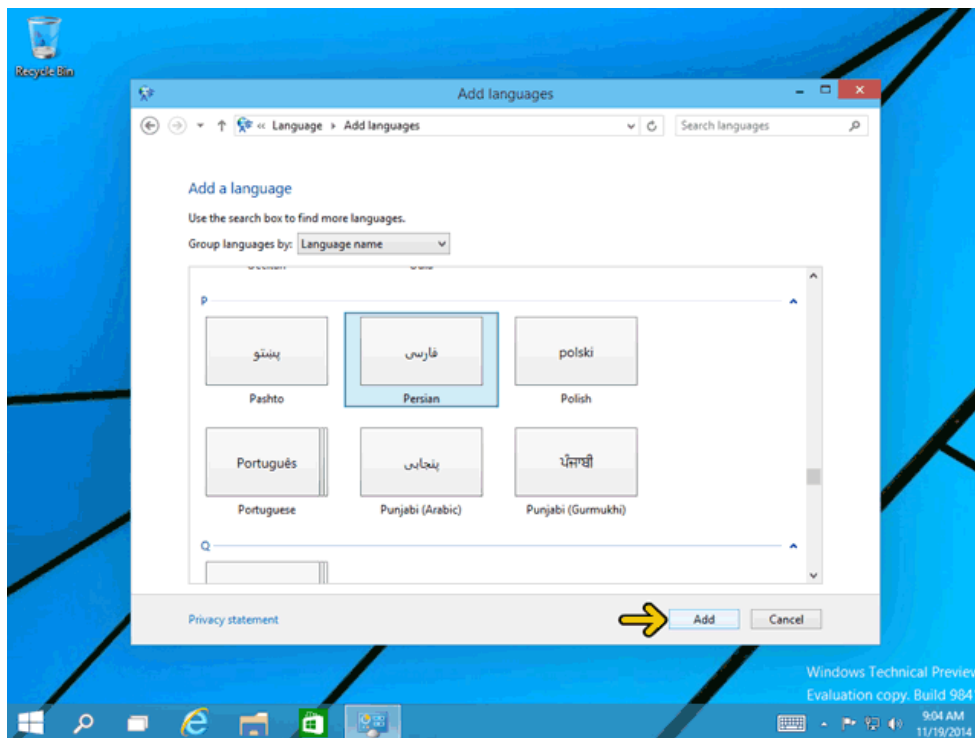 Recycle Bin
Add languages
« Language ▸ Add languages
Search languages
Add a language
Use the search box to find more languages.
Group languages by: Language name
P
پښتو
فارسی
polski
Pashto
Persian
Polish
Português
پنجابی
ਪੰਜਾਬੀ
Portuguese
Punjabi (Arabic)
Punjabi (Gurmukhi)
Q
Privacy statement
Add
Cancel
Windows Technical Preview
Evaluation copy. Build 984
9:04 AM
11/19/2014